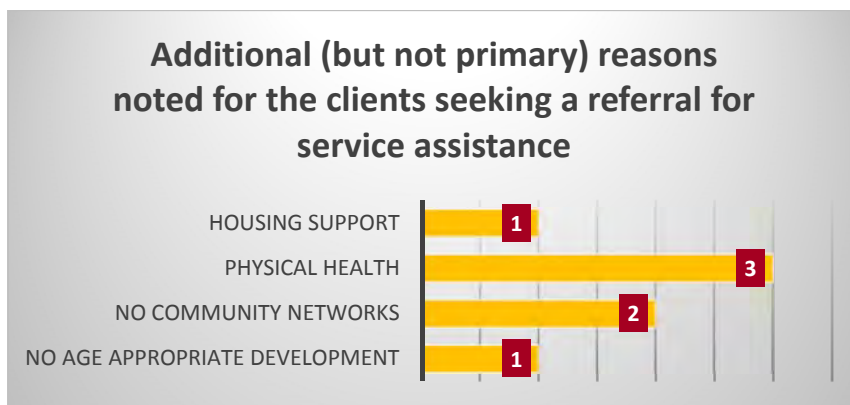 Additional (but not primary) reasons
noted for the clients seeking a referral for
service assistance
HOUSING SUPPORT 1
PHYSICAL HEALTH 3
NO COMMUNITY NETWORKS 2
NO AGE APPROPRIATE DEVELOPMENT 1